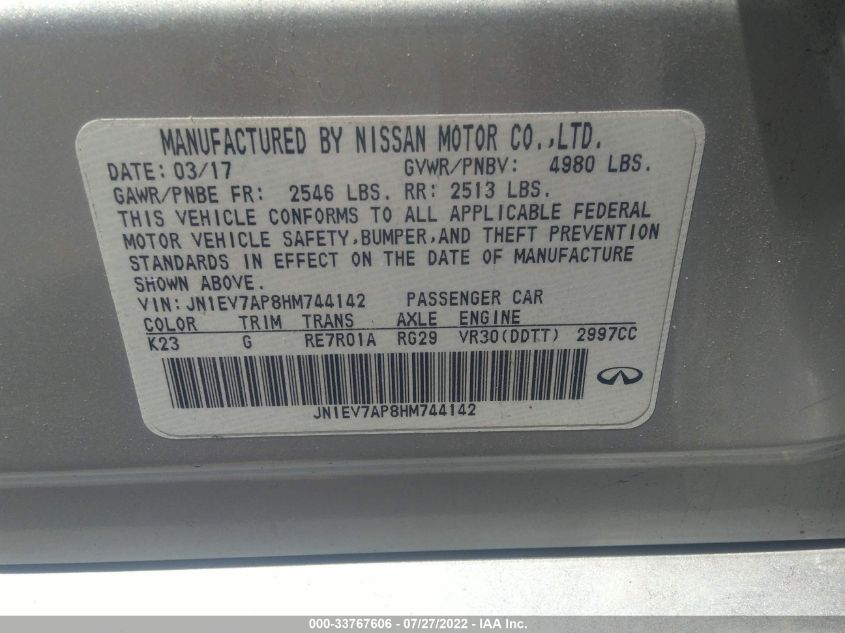 MANUFACTURED BY NISSAN MOTOR CO.,LTD.
DATE: 03/17 GVWR/PNBV: 4980 LBS.
GAWR/PNBE FR: 2546 LBS. RR: 2513 LBS.
THIS VEHICLE CONFORMS TO ALL APPLICABLE FEDERAL
MOTOR VEHICLE SAFETY,BUMPER,AND THEFT PREVENTION
STANDARDS IN EFFECT ON THE DATE OF MANUFACTURE
SHOWN ABOVE.
VIN: JN1EV7AP8HM744142 PASSENGER CAR
COLOR TRIM TRANS AXLE ENGINE
K23 G RE7R01A RG29 VR30(DDTT) 2997CC
JN1EV7AP8HM744142
000-33767606 - 07/27/2022 - IAA Inc.